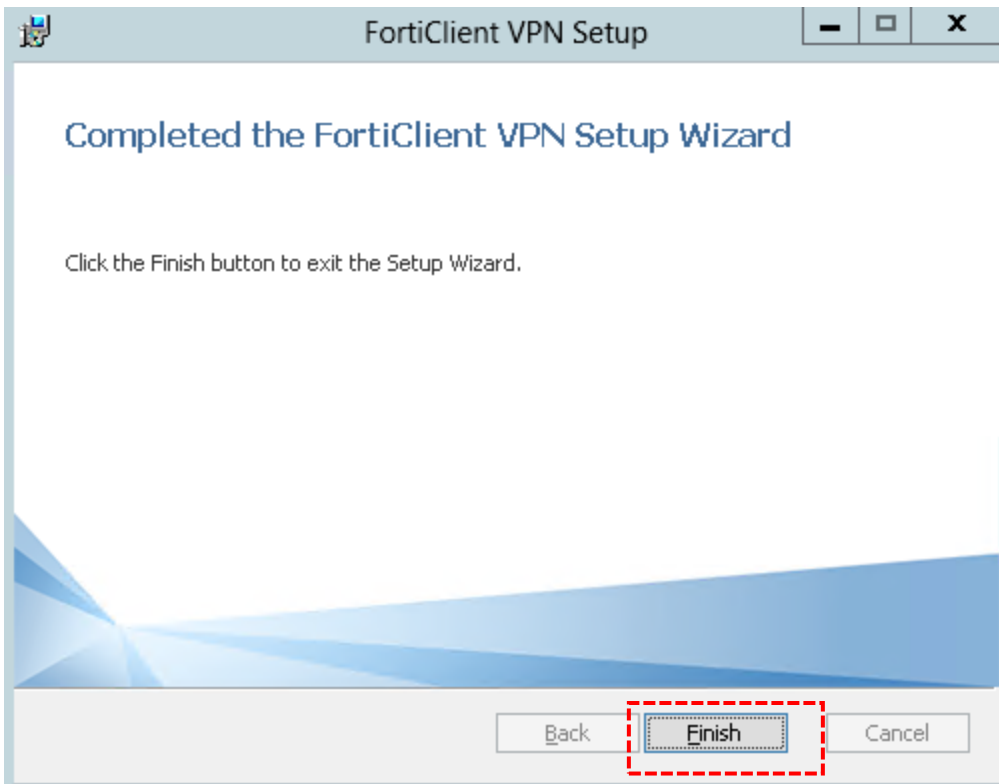 FortiClient VPN Setup
Completed the FortiClient VPN Setup Wizard
Click the Finish button to exit the Setup Wizard.
Back Finish Cancel